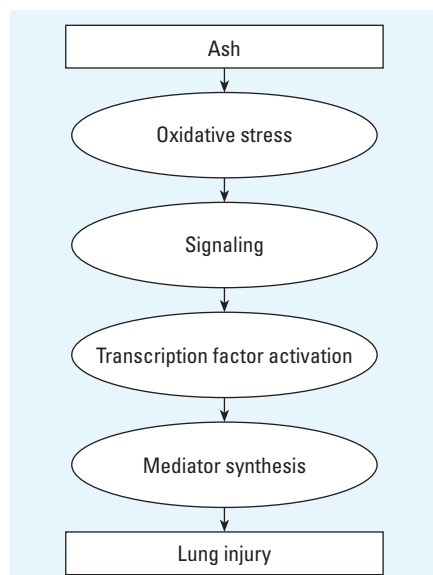 Ash
Oxidative stress
Signaling
Transcription factor activation
Mediator synthesis
Lung injury